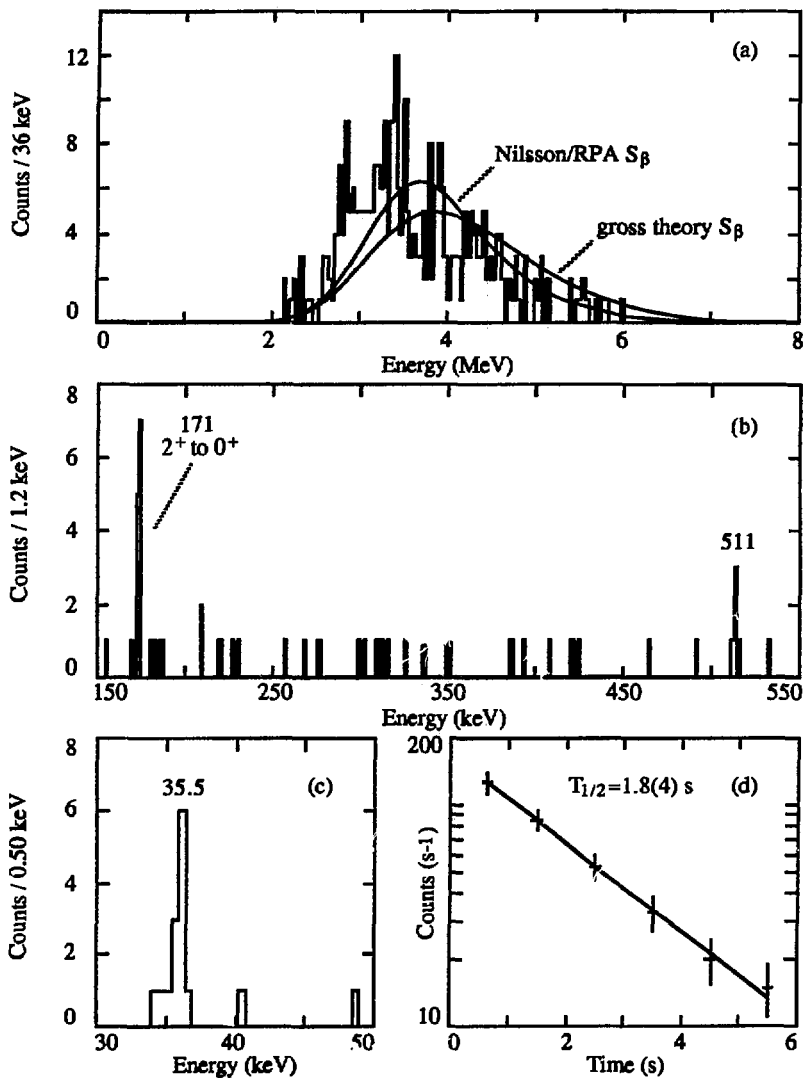 (a)
12
8
4
0
Counts / 36 keV
Nilsson/RPA Sβ
gross theory Sβ
0 2 4 6 8
Energy (MeV)
(b)
8
6
4
2
0
Counts / 1.2 keV
171
2+ to 0+
511
150 250 350 450 550
Energy (keV)
(c)
8
6
4
2
0
Counts / 0.50 keV
35.5
30 40 50
Energy (keV)
200
10
Counts (s-1)
T1/2=1.8(4) s (d)
0 2 4 6
Time (s)